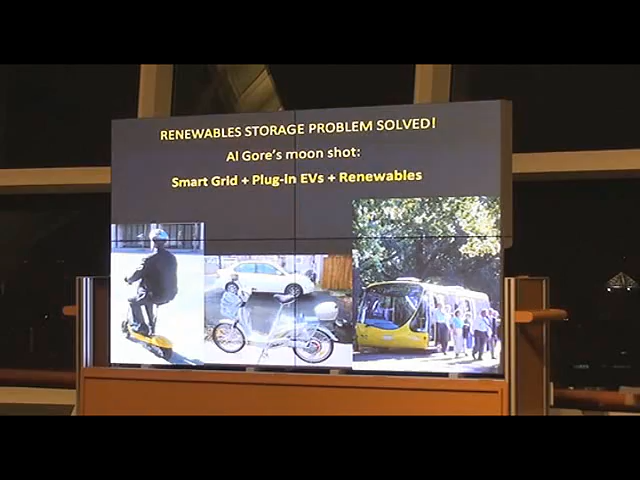 RENEWABLES STORAGE PROBLEM SOLVED!
Al Gore's moon shot:
Smart Grid + Plug-in EVs + Renewables